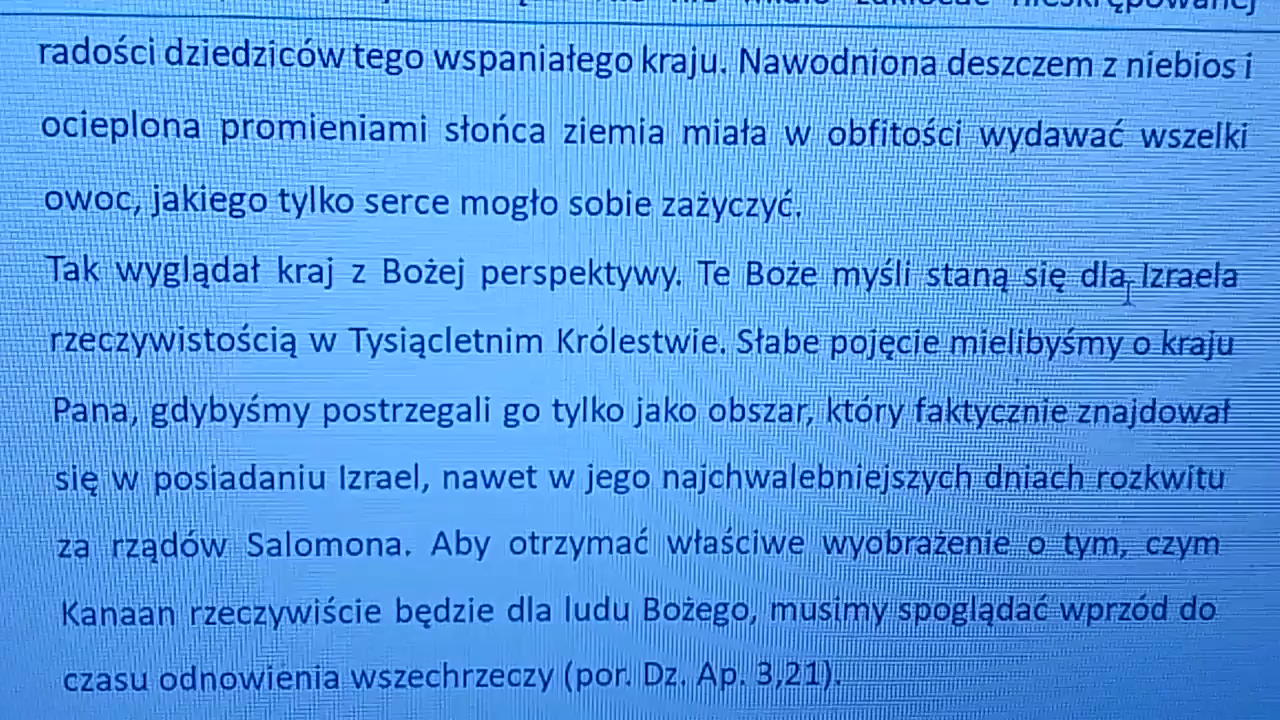 radości dziedziców tego wspaniałego kraju. Nawodniona deszczem z niebios i
ocieplona promieniami słońca ziemia miała w obfitości wydawać wszelki
owoc, jakiego tylko serce mogło sobie zażyczyć.
Tak wyglądał kraj z Bożej perspektywy. Te Boże myśli staną się dla Izraela
rzeczywistością w Tysiącletnim Królestwie. Słabe pojęcie mielibyśmy o kraju
Pana, gdybyśmy postrzegali go tylko jako obszar, który faktycznie znajdował
się w posiadaniu Izrael, nawet w jego najchwalebniejszych dniach rozkwitu
za rządów Salomona. Aby otrzymać właściwe wyobrażenie o tym, czym
Kanaan rzeczywiście będzie dla ludu Bożego, musimy spoglądać wprzód do
czasu odnowienia wszechrzeczy (por. Dz. Ap. 3,21).